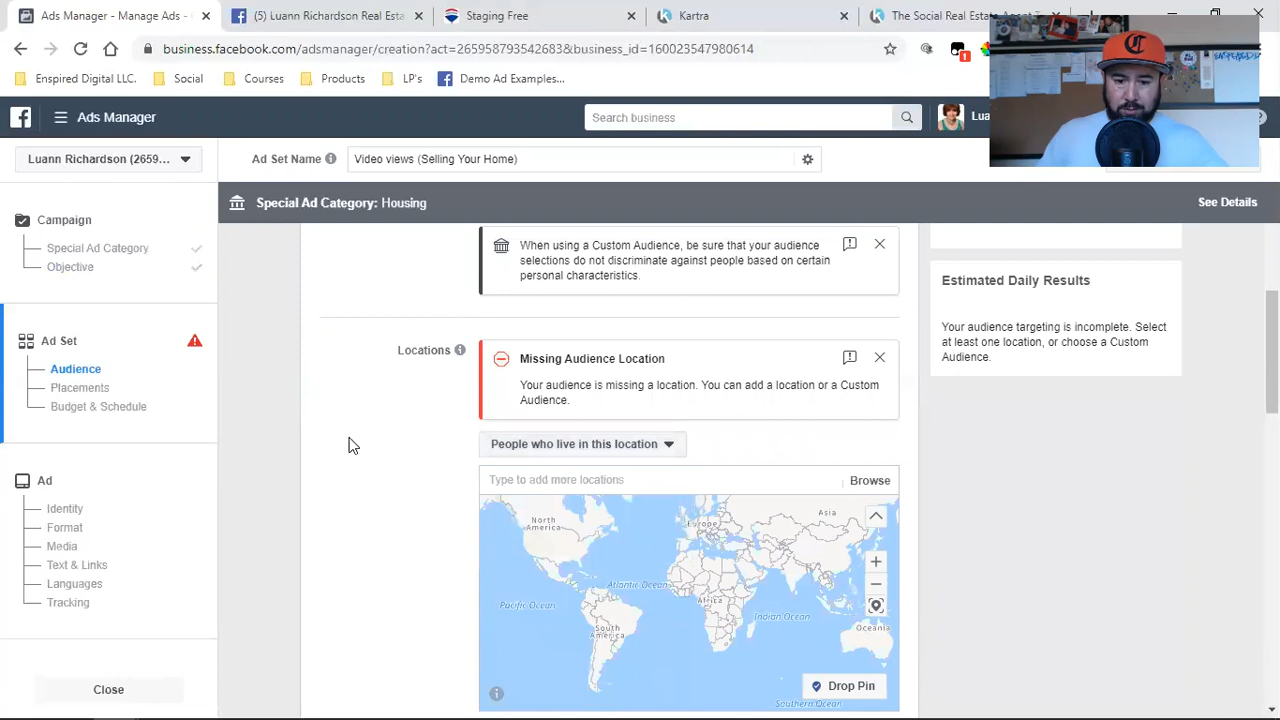 Ads Manager - Manage Ads -
(5) Luann Richardson Real Esta
Staging Free
Kartra
The Social Real Estate Agent T
business.facebook.com/adsmanager/creation?act=265958793542683&business_id=160023547980614
Enspired Digital LLC.
Social
Courses
Products
LP's
Demo Ad Examples...
Ads Manager
Search business
Lua
Luann Richardson (2659...
Ad Set Name
Video views (Selling Your Home)
Special Ad Category: Housing
See Details
Campaign
Special Ad Category
Objective
Ad Set
Audience
Placements
Budget & Schedule
Ad
Identity
Format
Media
Text & Links
Languages
Tracking
Close
When using a Custom Audience, be sure that your audience
selections do not discriminate against people based on certain
personal characteristics.
Locations
Missing Audience Location
Your audience is missing a location. You can add a location or a Custom
Audience.
People who live in this location
Type to add more locations
Browse
North
America
Europe
Asia
Atlantic Ocean
Pacific Ocean
Africa
South
America
Indian Ocean
Oceania
Drop Pin
Southern Ocean
Estimated Daily Results
Your audience targeting is incomplete. Select
at least one location, or choose a Custom
Audience.